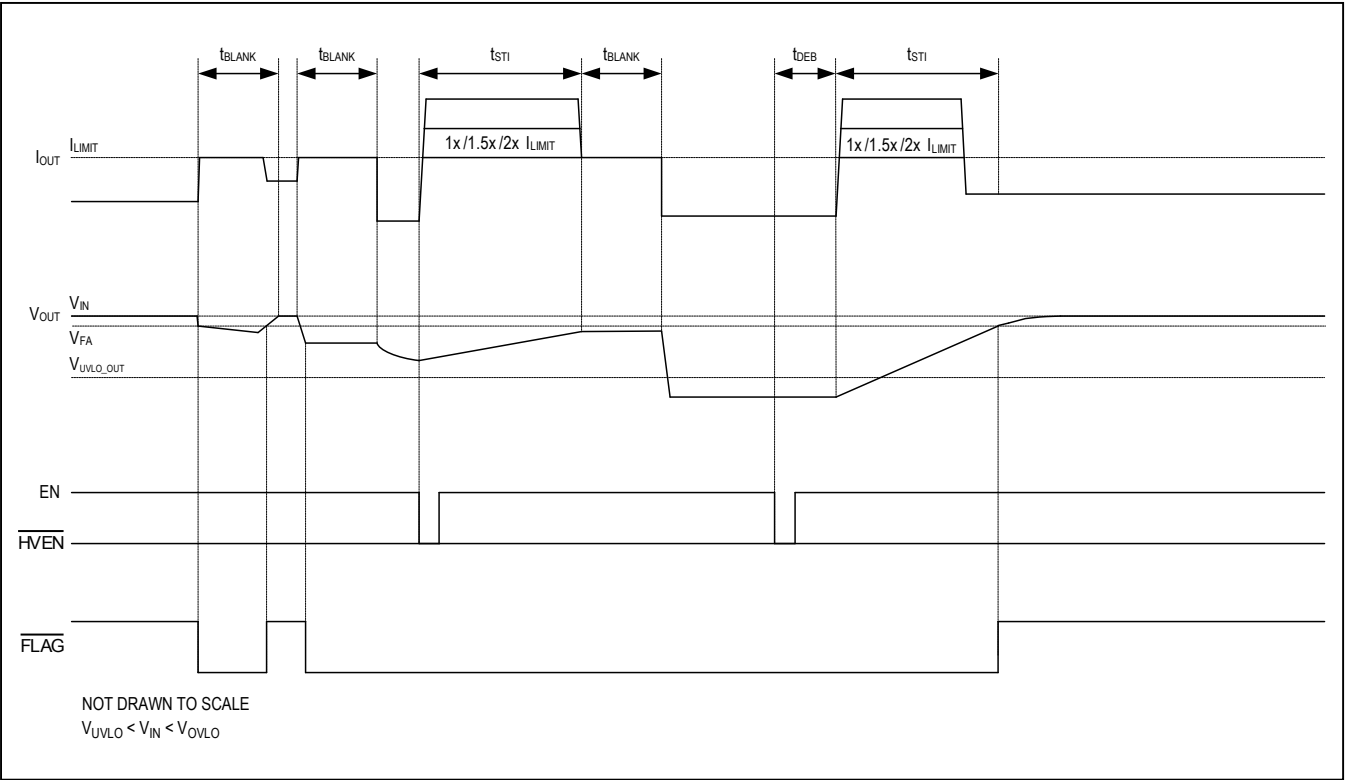 tBLANK tBLANK tSTI tBLANK tDEB tSTI
ILIMIT
IOUT
1x/1.5x/2x ILIMIT 1x/1.5x/2x ILIMIT
VIN
VOUT
VFA
VUVLO_OUT
EN
HVEN
FLAG
NOT DRAWN TO SCALE
VUVLO < VIN < VOVLO